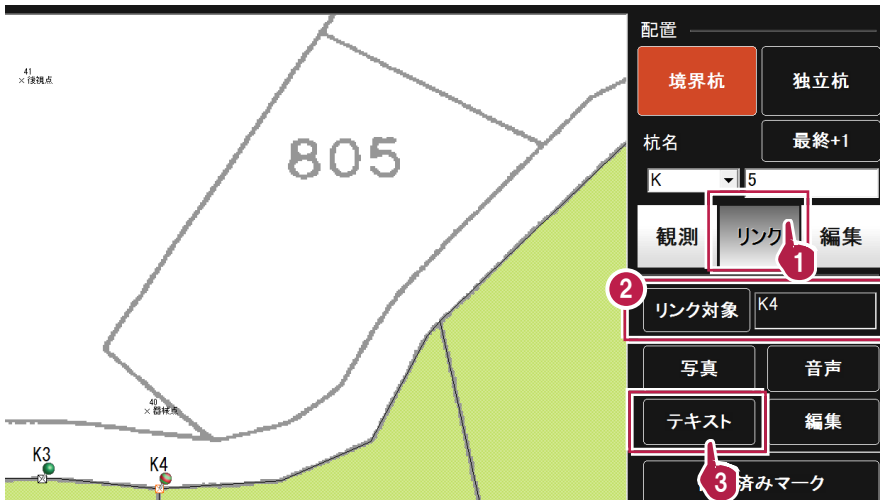 41
× 後視点
805
40
× 器械点
K3
K4
配置
境界杭
独立杭
杭名
最終+1
K
5
観測
リンク
編集
1
2
リンク対象
K4
写真
音声
テキスト
編集
3
済みマーク